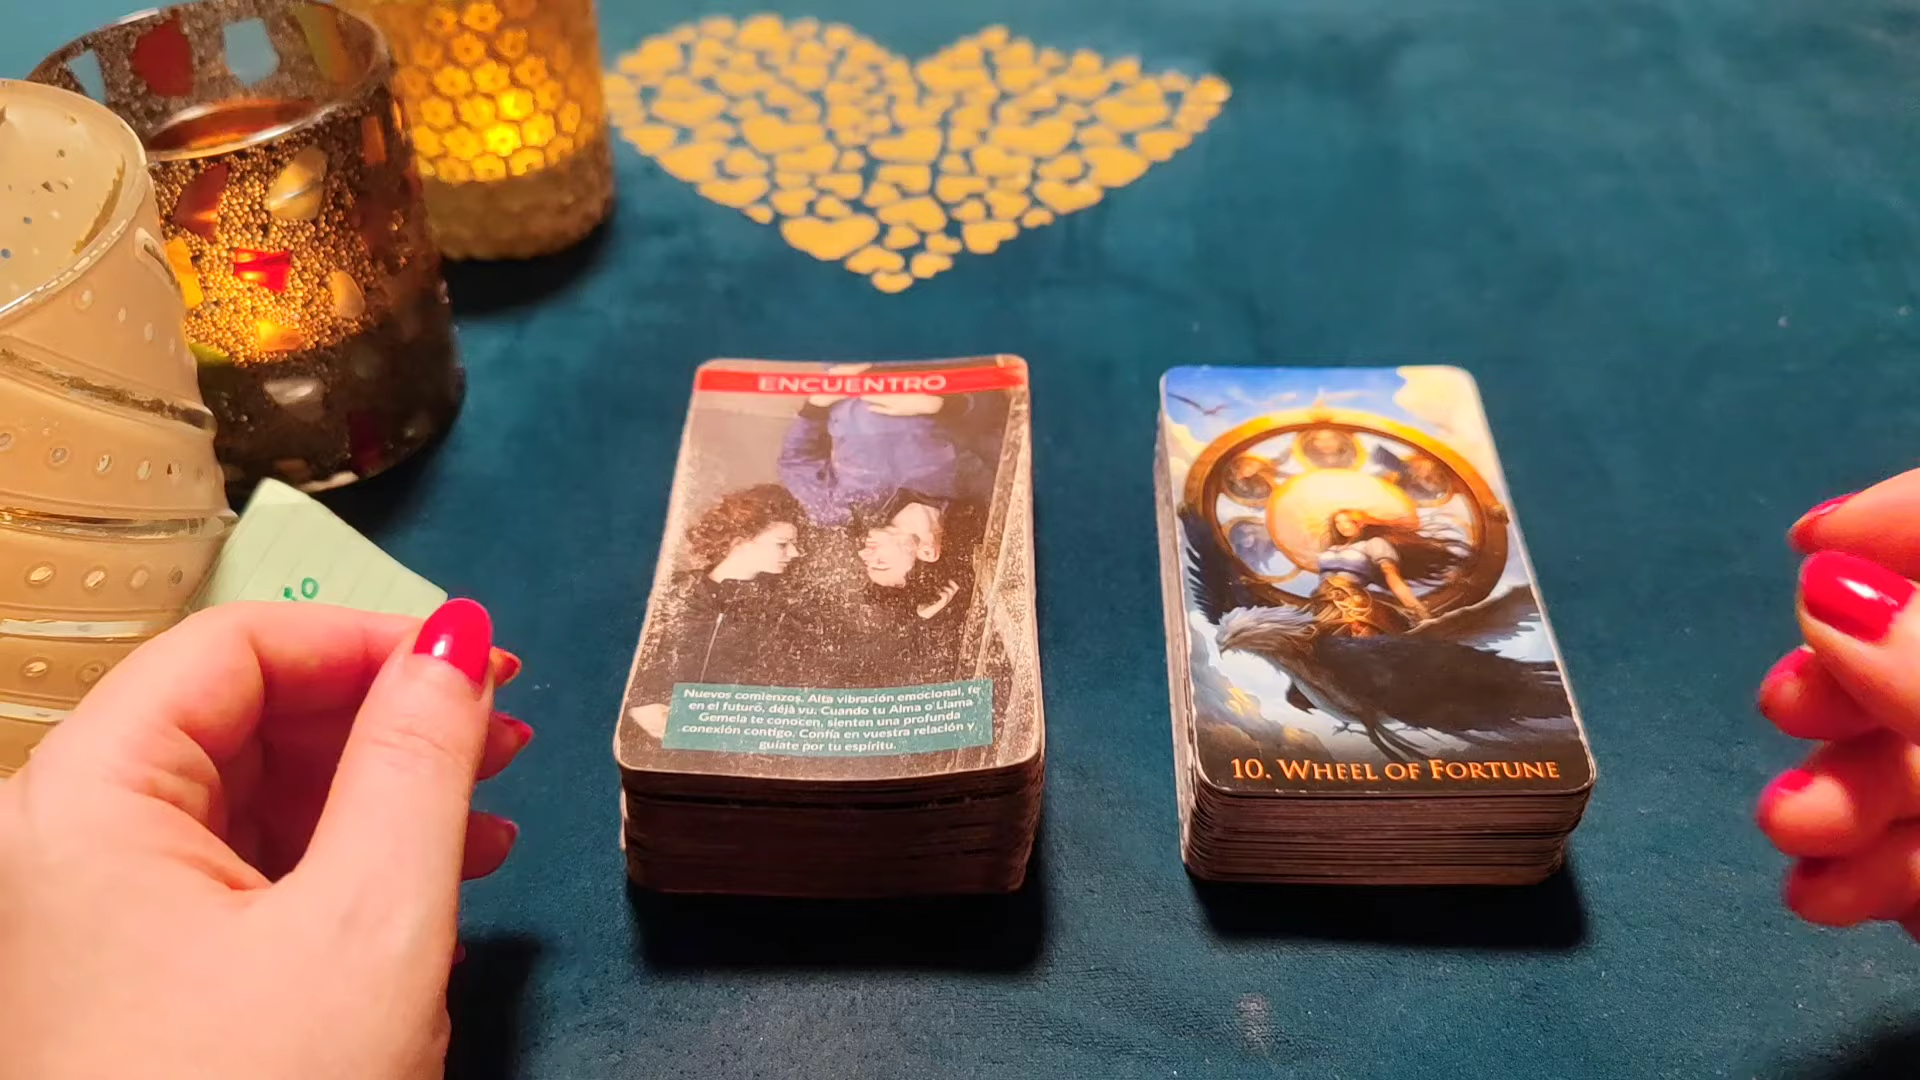 ENCUENTRO
Nuevos comienzos. Alta vibración emocional, fe
en el futuro, déjà vu. Cuando tu Alma o Llama
Gemela te conocen, sienten una profunda
conexión contigo. Confía en vuestra relación y
guíate por tu espíritu.
10. WHEEL OF FORTUNE